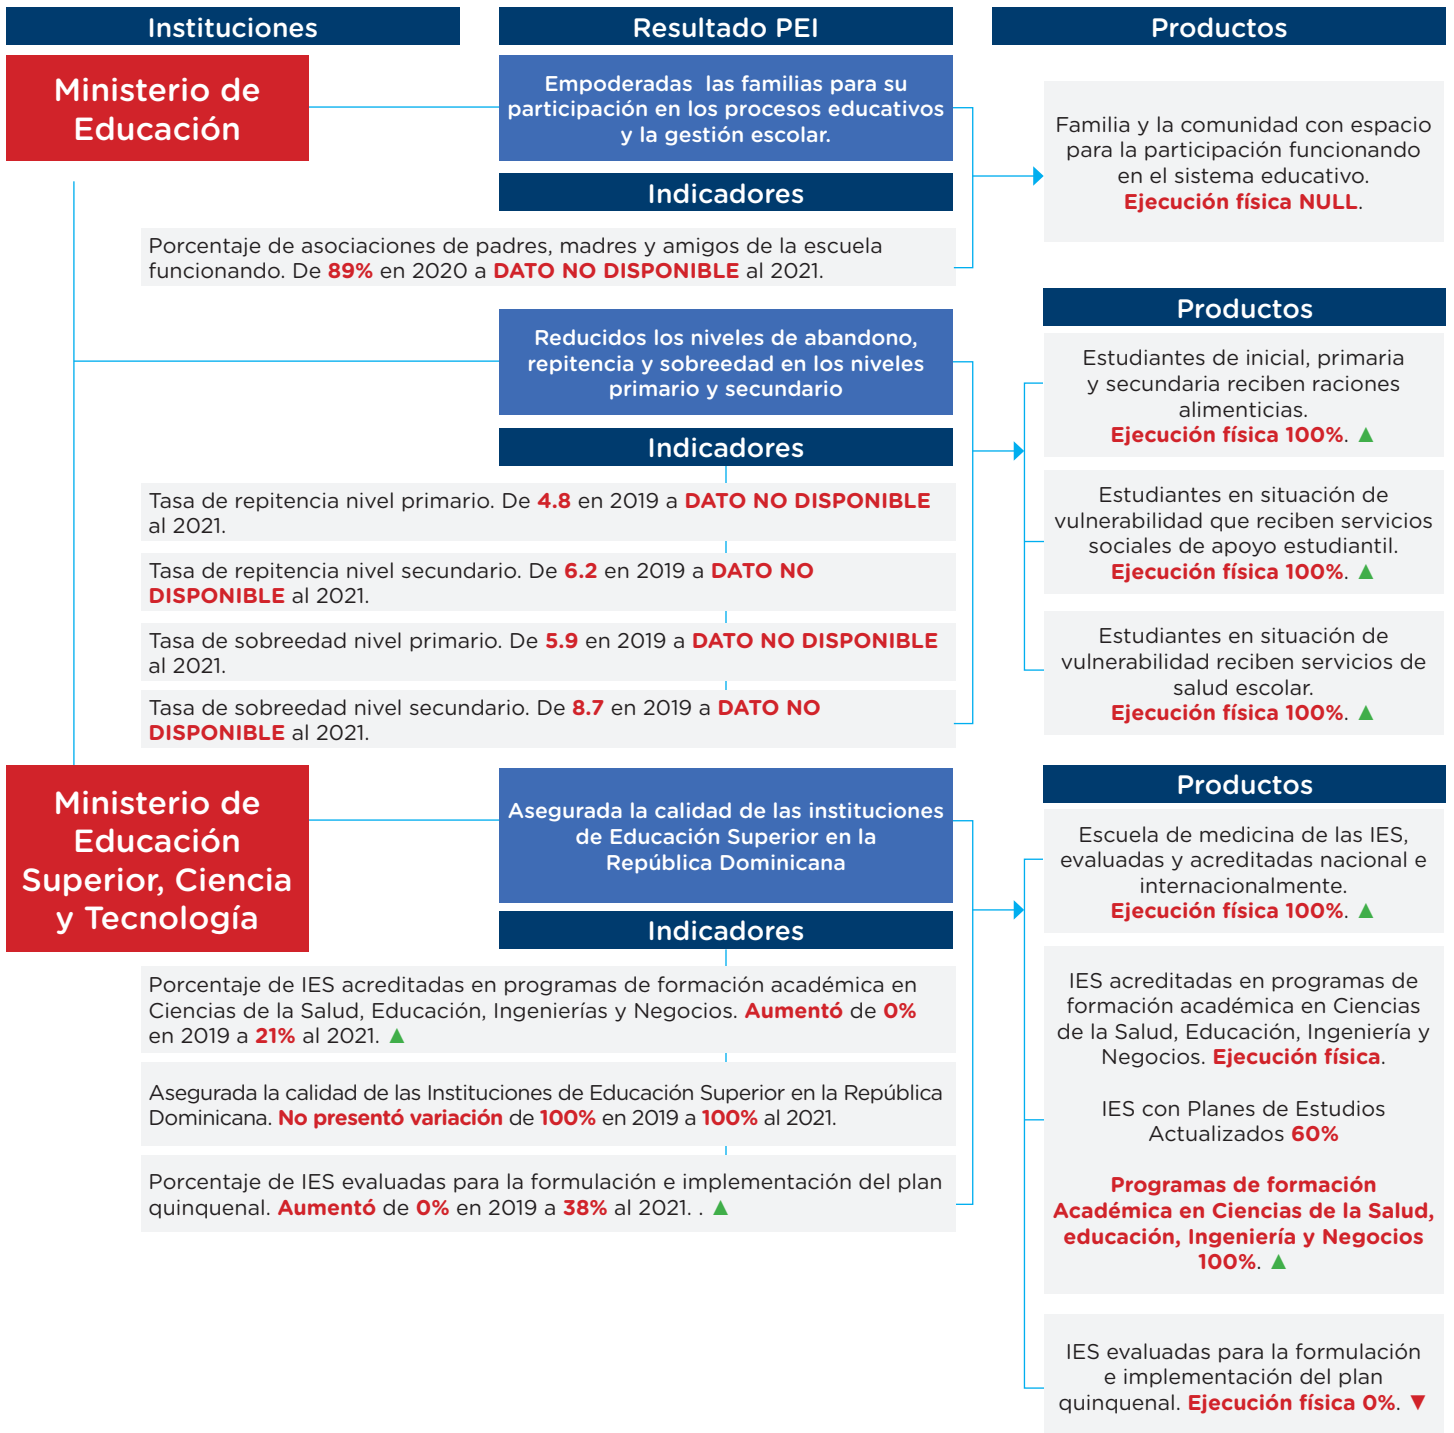 Instituciones
Resultado PEI
Productos
Ministerio de
Educación
Empoderadas las familias para su
participación en los procesos educativos
y la gestión escolar.
Indicadores
Porcentaje de asociaciones de padres, madres y amigos de la escuela
funcionando. De 89% en 2020 a DATO NO DISPONIBLE al 2021.
Familia y la comunidad con espacio
para la participación funcionando
en el sistema educativo.
Ejecución física NULL.
Reducidos los niveles de abandono,
repitencia y sobreedad en los niveles
primario y secundario
Indicadores
Tasa de repitencia nivel primario. De 4.8 en 2019 a DATO NO DISPONIBLE
al 2021.
Tasa de repitencia nivel secundario. De 6.2 en 2019 a DATO NO
DISPONIBLE al 2021.
Tasa de sobreedad nivel primario. De 5.9 en 2019 a DATO NO DISPONIBLE
al 2021.
Tasa de sobreedad nivel secundario. De 8.7 en 2019 a DATO NO
DISPONIBLE al 2021.
Productos
Estudiantes de inicial, primaria
y secundaria reciben raciones
alimenticias.
Ejecución física 100%. ▲
Estudiantes en situación de
vulnerabilidad que reciben servicios
sociales de apoyo estudiantil.
Ejecución física 100%. ▲
Estudiantes en situación de
vulnerabilidad reciben servicios de
salud escolar.
Ejecución física 100%. ▲
Ministerio de
Educación
Superior, Ciencia
y Tecnología
Asegurada la calidad de las instituciones
de Educación Superior en la
República Dominicana
Indicadores
Porcentaje de IES acreditadas en programas de formación académica en
Ciencias de la Salud, Educación, Ingenierías y Negocios. Aumentó de 0%
en 2019 a 21% al 2021. ▲
Asegurada la calidad de las Instituciones de Educación Superior en la República
Dominicana. No presentó variación de 100% en 2019 a 100% al 2021.
Porcentaje de IES evaluadas para la formulación e implementación del plan
quinquenal. Aumentó de 0% en 2019 a 38% al 2021. . ▲
Productos
Escuela de medicina de las IES,
evaluadas y acreditadas nacional e
internacionalmente.
Ejecución física 100%. ▲
IES acreditadas en programas de
formación académica en Ciencias
de la Salud, Educación, Ingeniería y
Negocios. Ejecución física.
IES con Planes de Estudios
Actualizados 60%
Programas de formación
Académica en Ciencias de la Salud,
educación, Ingeniería y Negocios
100%. ▲
IES evaluadas para la formulación
e implementación del plan
quinquenal. Ejecución física 0%. ▼